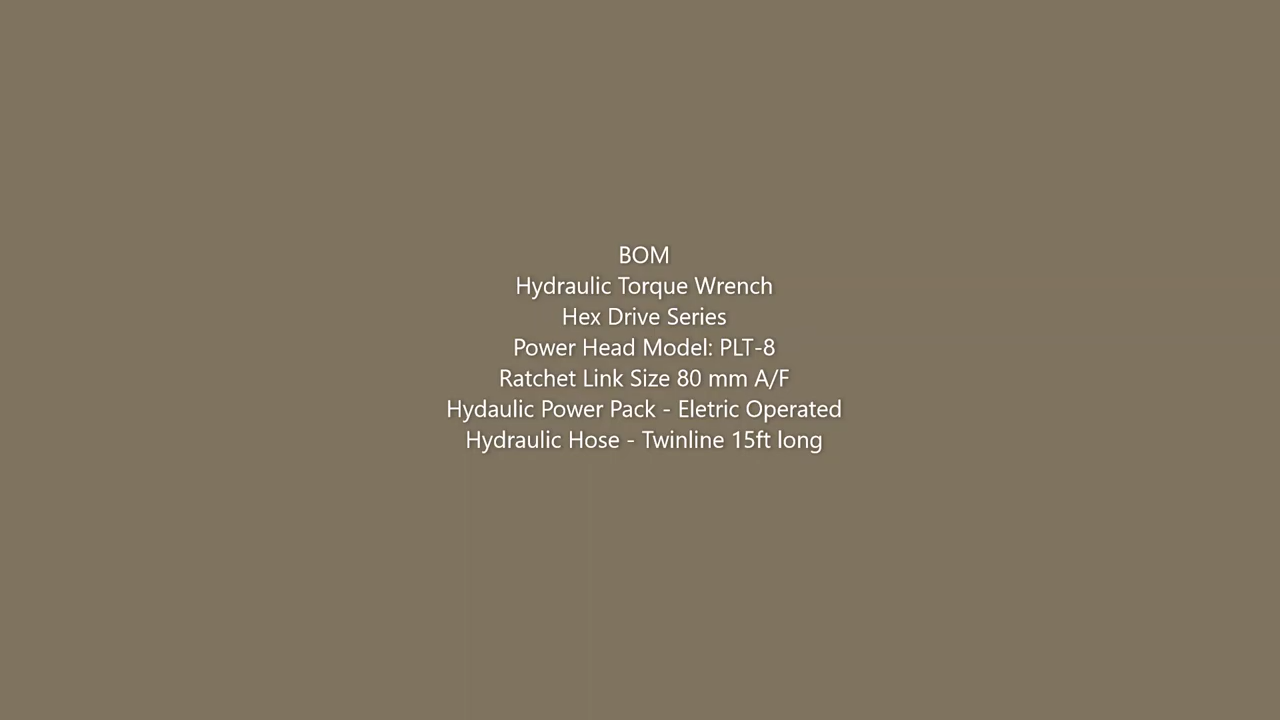 BOM
Hydraulic Torque Wrench
Hex Drive Series
Power Head Model: PLT-8
Ratchet Link Size 80 mm A/F
Hydaulic Power Pack - Eletric Operated
Hydraulic Hose - Twinline 15ft long